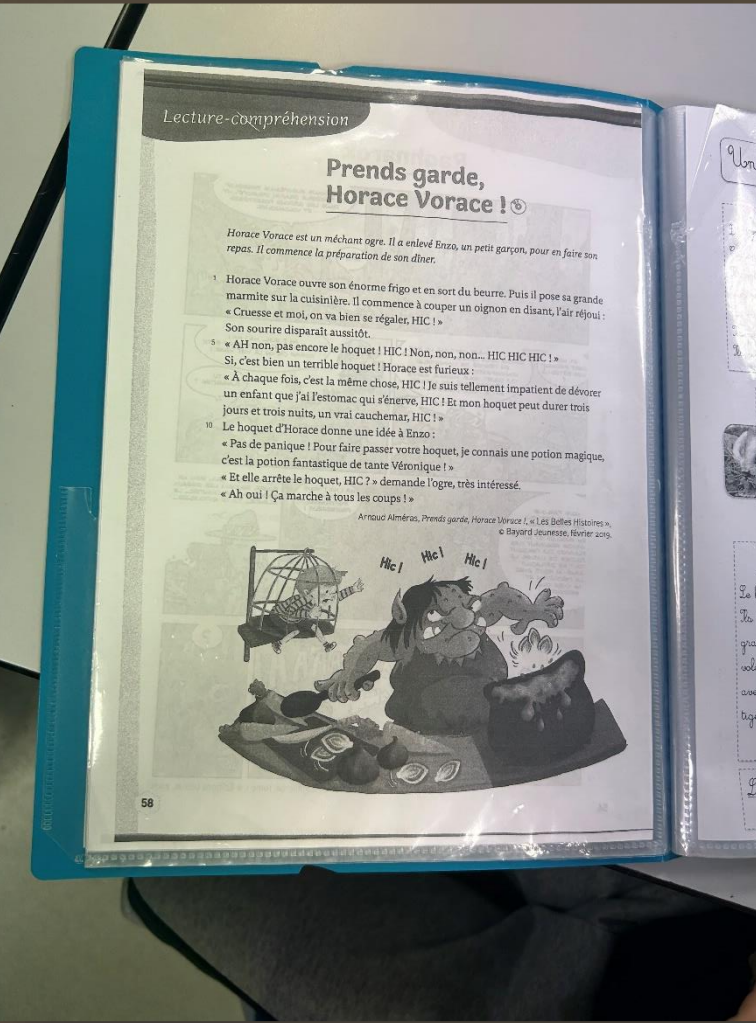 Lecture-compréhension
Prends garde,
Horace Vorace !
Horace Vorace est un méchant ogre. Il a enlevé Enzo, un petit garçon, pour en faire son
repas. Il commence la préparation de son dîner.
1 Horace Vorace ouvre son énorme frigo et en sort du beurre. Puis il pose sa grande
marmite sur la cuisinière. Il commence à couper un oignon en disant, l'air réjoui :
« Cruesse et moi, on va bien se régaler, HIC ! »
Son sourire disparaît aussitôt.
5 « AH non, pas encore le hoquet ! HIC ! Non, non, non... HIC HIC HIC ! »
Si, c'est bien un terrible hoquet ! Horace est furieux :
« À chaque fois, c'est la même chose, HIC ! Je suis tellement impatient de dévorer
un enfant que j'ai l'estomac qui s'énerve, HIC ! Et mon hoquet peut durer trois
jours et trois nuits, un vrai cauchemar, HIC ! »
10 Le hoquet d'Horace donne une idée à Enzo :
« Pas de panique ! Pour faire passer votre hoquet, je connais une potion magique,
c'est la potion fantastique de tante Véronique ! »
« Et elle arrête le hoquet, HIC ? » demande l'ogre, très intéressé.
« Ah oui ! Ça marche à tous les coups ! »
Arnaud Alméras, Prends garde, Horace Vorace !, « Les Belles Histoires »,
© Bayard Jeunesse, février 2019.
Hic !
Hic !
Hic !
58
Un